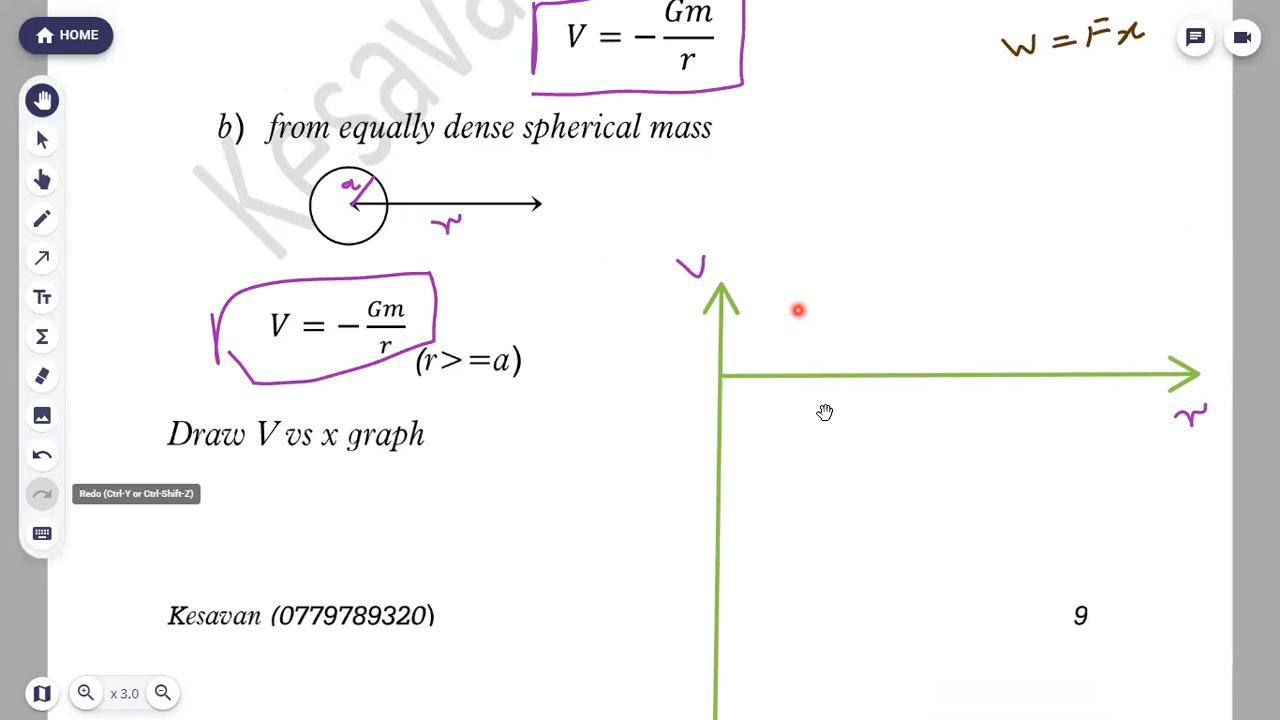 HOME
V = − Gm / r
W = Fx
Kesava
b) from equally dense spherical mass
a
r
V
V = − Gm / r (r>=a)
r
Draw V vs x graph
Redo (Ctrl-Y or Ctrl-Shift-Z)
Kesavan (0779789320)
9
x 3.0